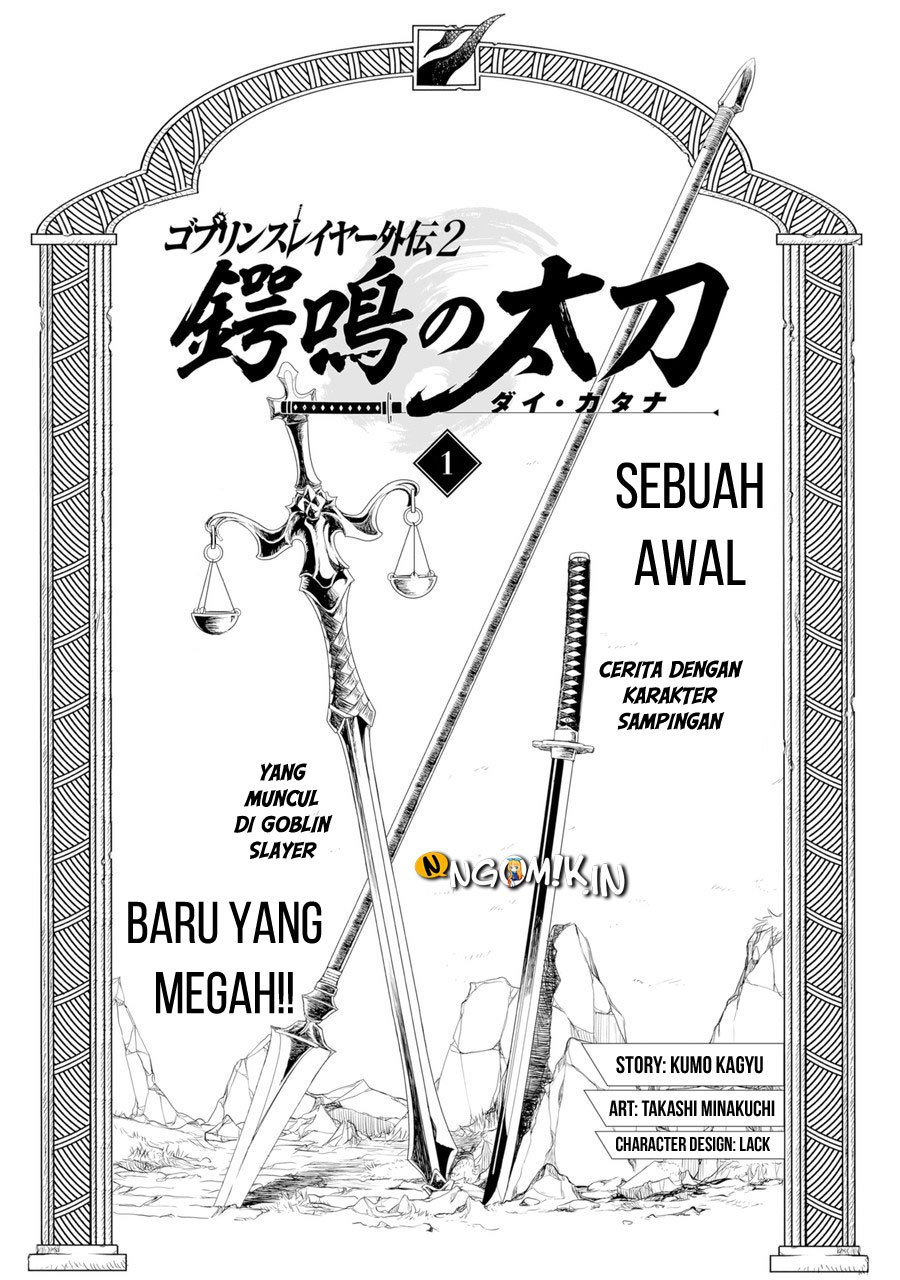 ゴブリンスレイヤー外伝2
鍔鳴の太刀
ダイ・カタナ
1
SEBUAH
AWAL
CERITA DENGAN
KARAKTER
SAMPINGAN
YANG
MUNCUL
DI GOBLIN
SLAYER
N NGOMIK.IN
BARU YANG
MEGAH!!
STORY: KUMO KAGYU
ART: TAKASHI MINAKUCHI
CHARACTER DESIGN: LACK